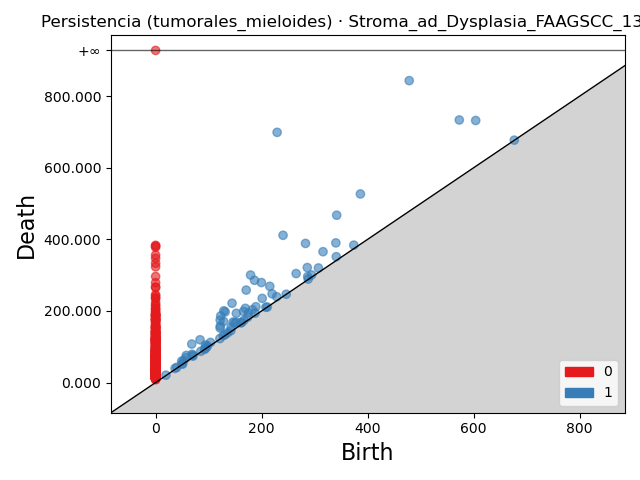 Persistencia (tumorales_mieloides) · Stroma_ad_Dysplasia_FAAGSCC_13
+∞
800.000
600.000
400.000
200.000
0.000
Death
0
1
0 200 400 600 800
Birth